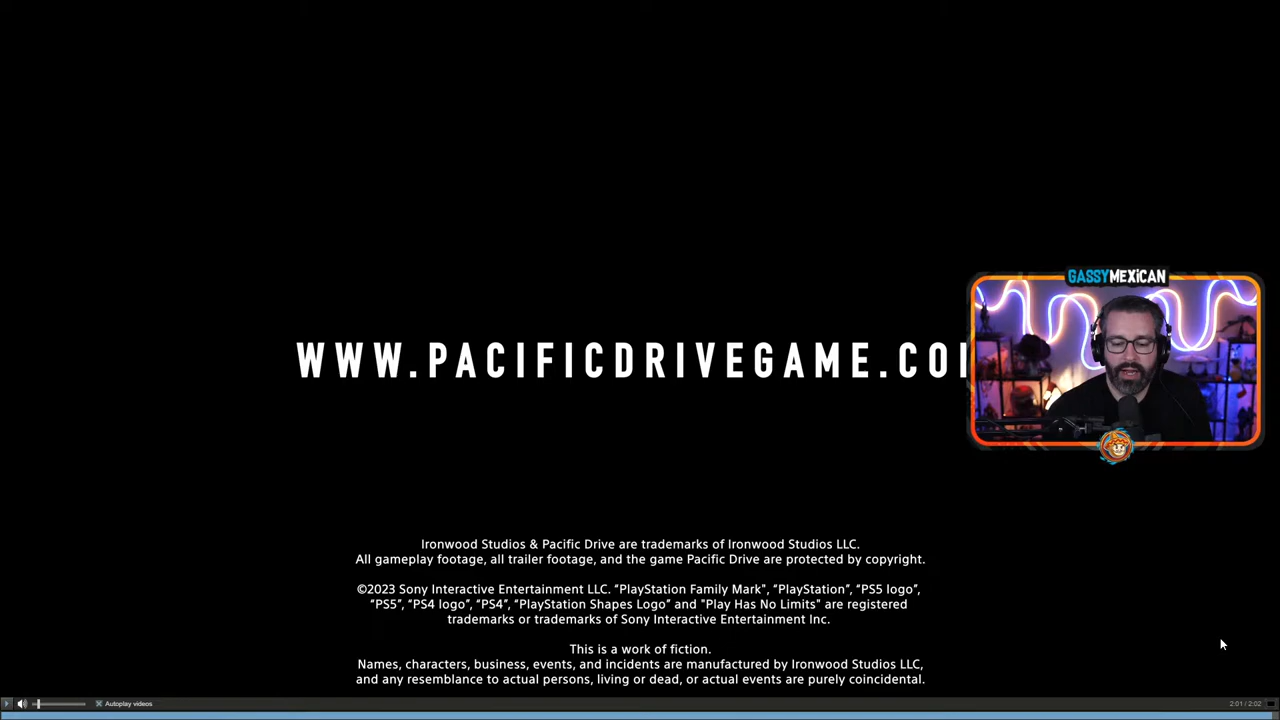 GASSYMEXICAN
WWW.PACIFICDRIVEGAME.CO
Ironwood Studios & Pacific Drive are trademarks of Ironwood Studios LLC.
All gameplay footage, all trailer footage, and the game Pacific Drive are protected by copyright.
©2023 Sony Interactive Entertainment LLC. “PlayStation Family Mark", “PlayStation”, “PS5 logo”,
“PS5”, “PS4 logo”, “PS4”, “PlayStation Shapes Logo” and "Play Has No Limits” are registered
trademarks or trademarks of Sony Interactive Entertainment Inc.
This is a work of fiction.
Names, characters, business, events, and incidents are manufactured by Ironwood Studios LLC,
and any resemblance to actual persons, living or dead, or actual events are purely coincidental.
Autoplay videos
2:01 / 2:02